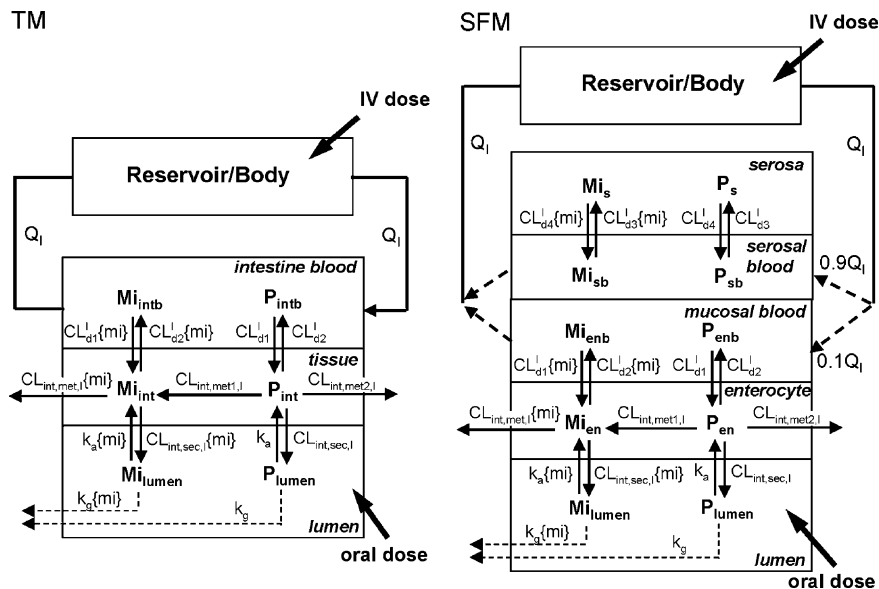 TM
IV dose
Reservoir/Body
Q_I
Q_I
intestine blood
Mi_intb
P_intb
CL^I_d1{mi}
CL^I_d2{mi}
CL^I_d1
CL^I_d2
tissue
CL_int,met,I{mi}
Mi_int
CL_int,met1,I
P_int
CL_int,met2,I
k_a{mi}
CL_int,sec,I{mi}
k_a
CL_int,sec,I
Mi_lumen
P_lumen
k_g{mi}
k_g
lumen
oral dose
SFM
IV dose
Reservoir/Body
Q_I
Q_I
serosa
Mi_s
P_s
CL^I_d4{mi}
CL^I_d3{mi}
CL^I_d4
CL^I_d3
serosal
blood
Mi_sb
P_sb
0.9Q_I
mucosal blood
Mi_enb
P_enb
CL^I_d1{mi}
CL^I_d2{mi}
CL^I_d1
CL^I_d2
0.1Q_I
enterocyte
CL_int,met,I{mi}
Mi_en
CL_int,met1,I
P_en
CL_int,met2,I
k_a{mi}
CL_int,sec,I{mi}
k_a
CL_int,sec,I
Mi_lumen
P_lumen
k_g{mi}
k_g
lumen
oral dose